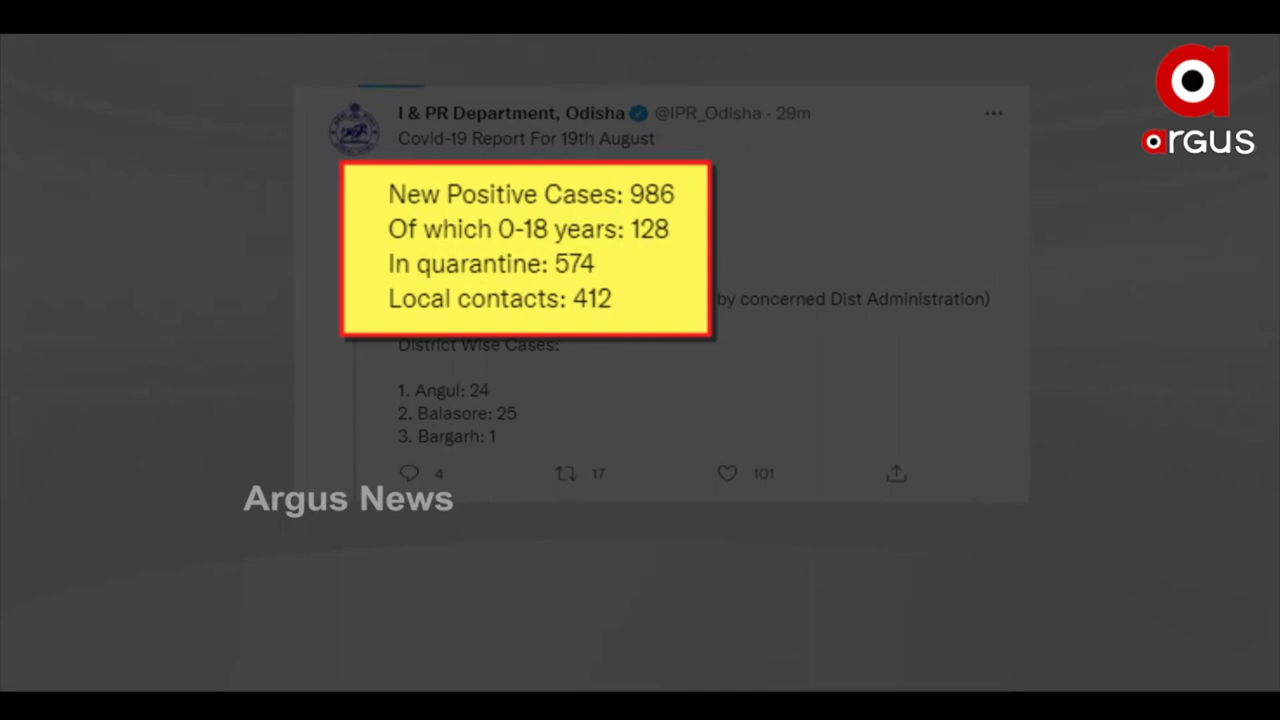 I & PR Department, Odisha @IPR_Odisha · 29m
Covid-19 Report For 19th August
New Positive Cases: 986
Of which 0-18 years: 128
In quarantine: 574
Local contacts: 412
by concerned Dist Administration)
District Wise Cases:
1. Angul: 24
2. Balasore: 25
3. Bargarh: 1
4 17 101
Argus News
argus